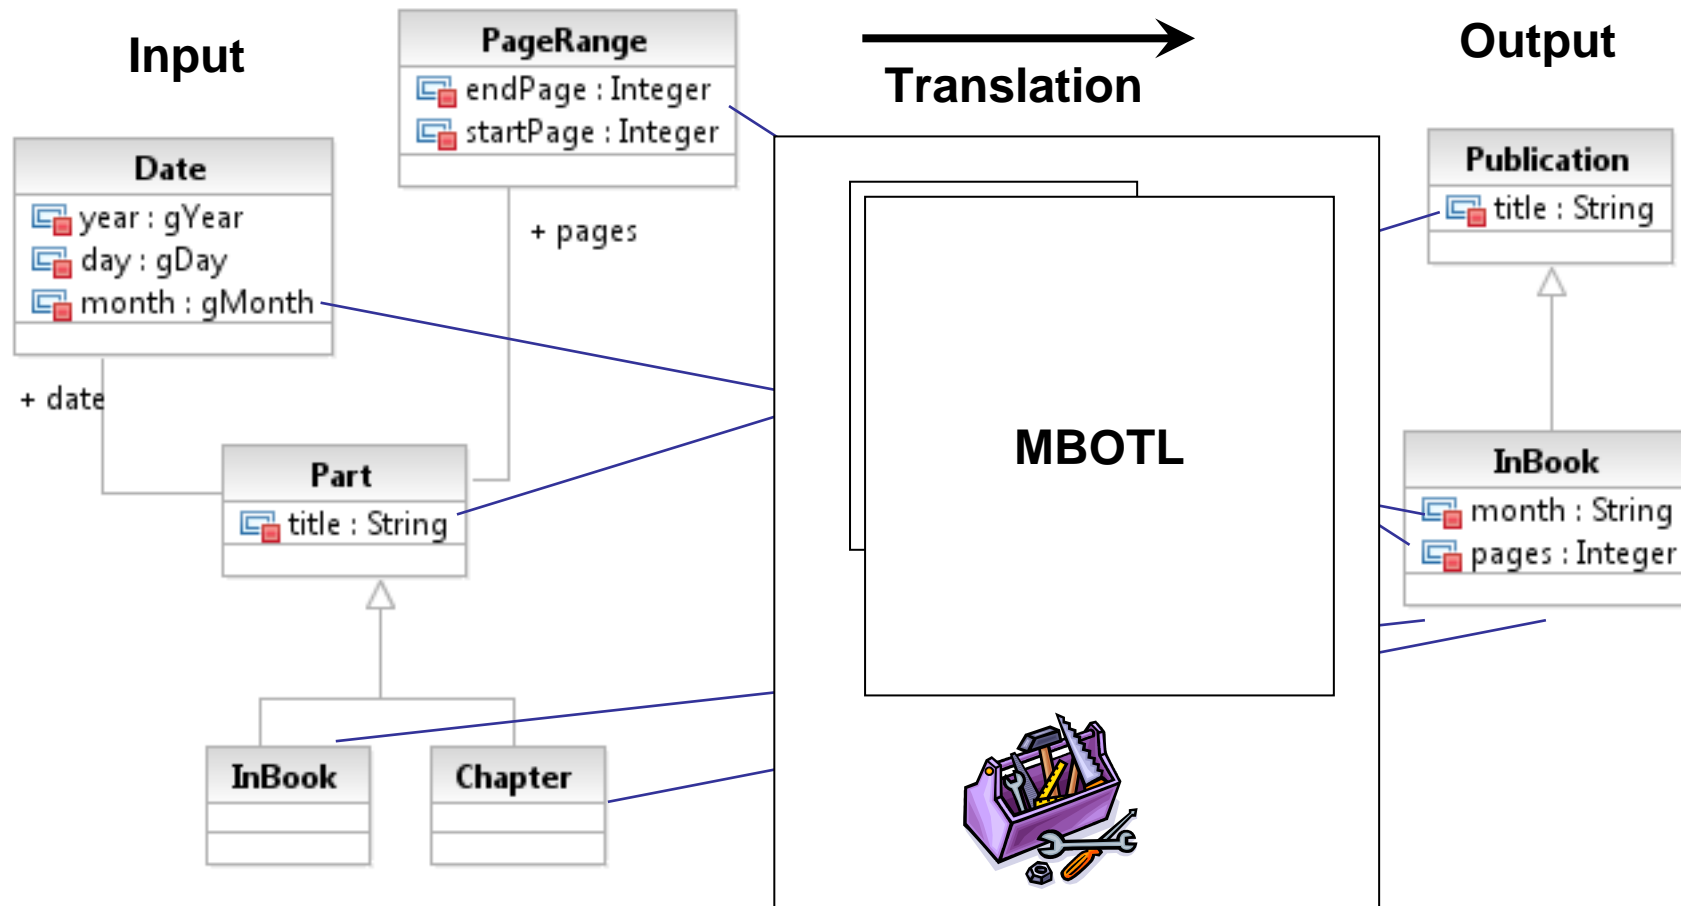 Input
PageRange
endPage : Integer
startPage : Integer
Translation
Output
Date
year : gYear
day : gDay
month : gMonth
+ pages
+ date
Part
title : String
InBook
Chapter
MBOTL
Publication
title : String
InBook
month : String
pages : Integer